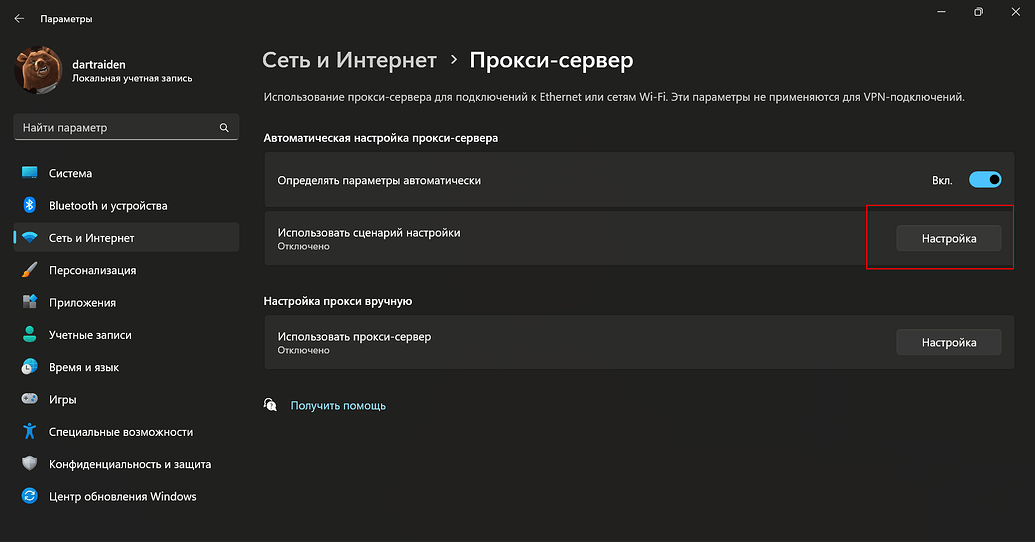 Параметры
dartraiden
Локальная учетная запись
Найти параметр
Система
Bluetooth и устройства
Сеть и Интернет
Персонализация
Приложения
Учетные записи
Время и язык
Игры
Специальные возможности
Конфиденциальность и защита
Центр обновления Windows
Сеть и Интернет › Прокси-сервер
Использование прокси-сервера для подключений к Ethernet или сетям Wi-Fi. Эти параметры не применяются для VPN-подключений.
Автоматическая настройка прокси-сервера
Определять параметры автоматически
Вкл.
Использовать сценарий настройки
Отключено
Настройка
Настройка прокси вручную
Использовать прокси-сервер
Отключено
Настройка
Получить помощь